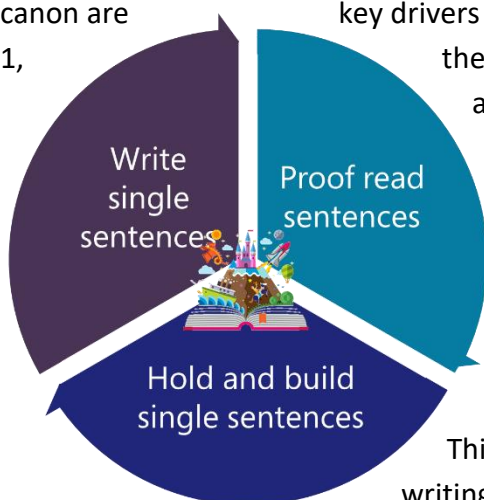 canon are key drivers
1, the
a
Write
single
sentences
Proof read
sentences
Hold and build
single sentences
Thi
writing